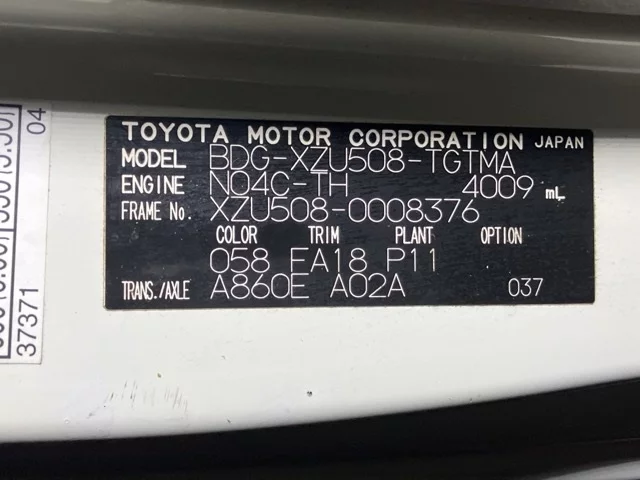 TOYOTA MOTOR CORPORATION JAPAN
MODEL BDG-XZU508-TGTMA
ENGINE N04C-TH 4009 mL
FRAME No. XZU508-0008376
COLOR TRIM PLANT OPTION
058 FA18 P11
TRANS./AXLE A860E A02A 037
37371 04